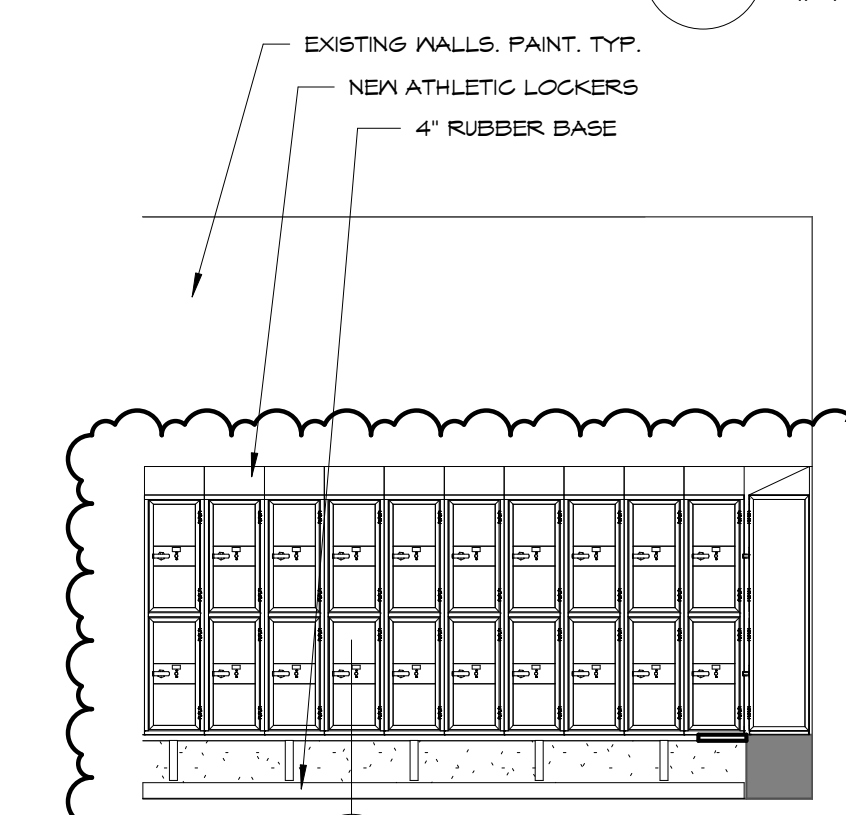 EXISTING WALLS. PAINT. TYP.
NEW ATHLETIC LOCKERS
4" RUBBER BASE